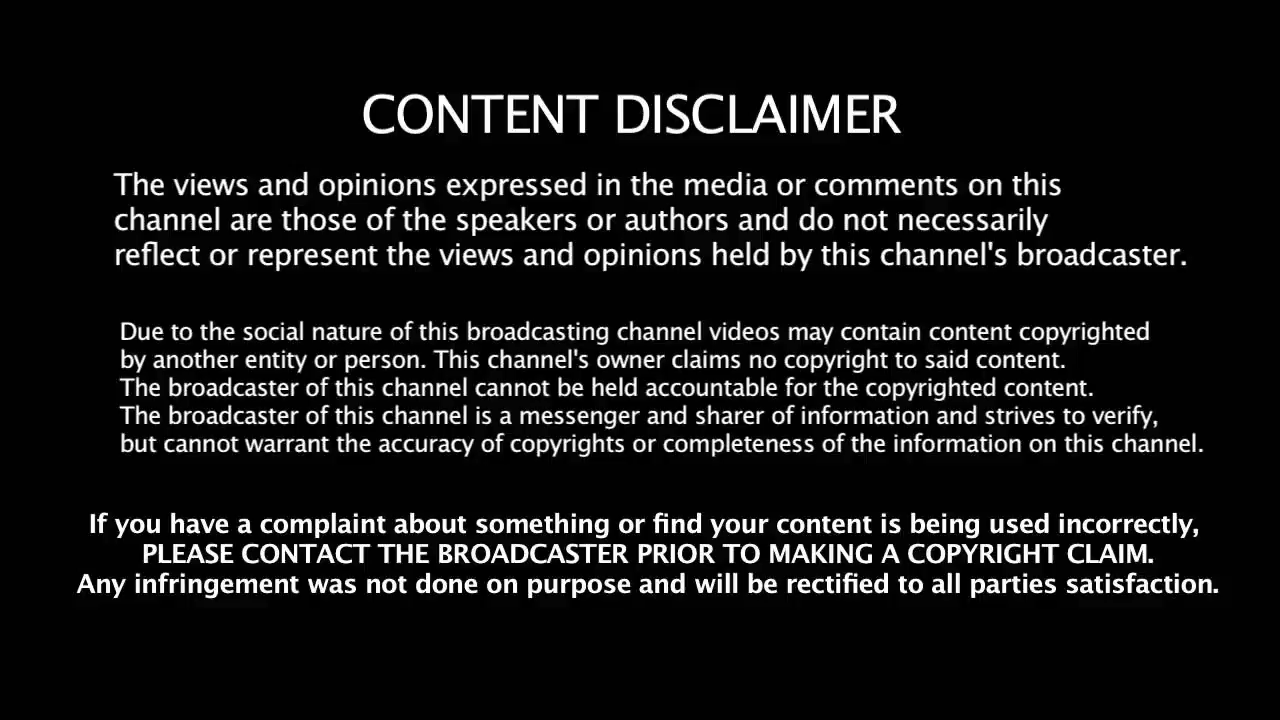 CONTENT DISCLAIMER
The views and opinions expressed in the media or comments on this
channel are those of the speakers or authors and do not necessarily
reflect or represent the views and opinions held by this channel's broadcaster.
Due to the social nature of this broadcasting channel videos may contain content copyrighted
by another entity or person. This channel's owner claims no copyright to said content.
The broadcaster of this channel cannot be held accountable for the copyrighted content.
The broadcaster of this channel is a messenger and sharer of information and strives to verify,
but cannot warrant the accuracy of copyrights or completeness of the information on this channel.
If you have a complaint about something or find your content is being used incorrectly,
PLEASE CONTACT THE BROADCASTER PRIOR TO MAKING A COPYRIGHT CLAIM.
Any infringement was not done on purpose and will be rectified to all parties satisfaction.